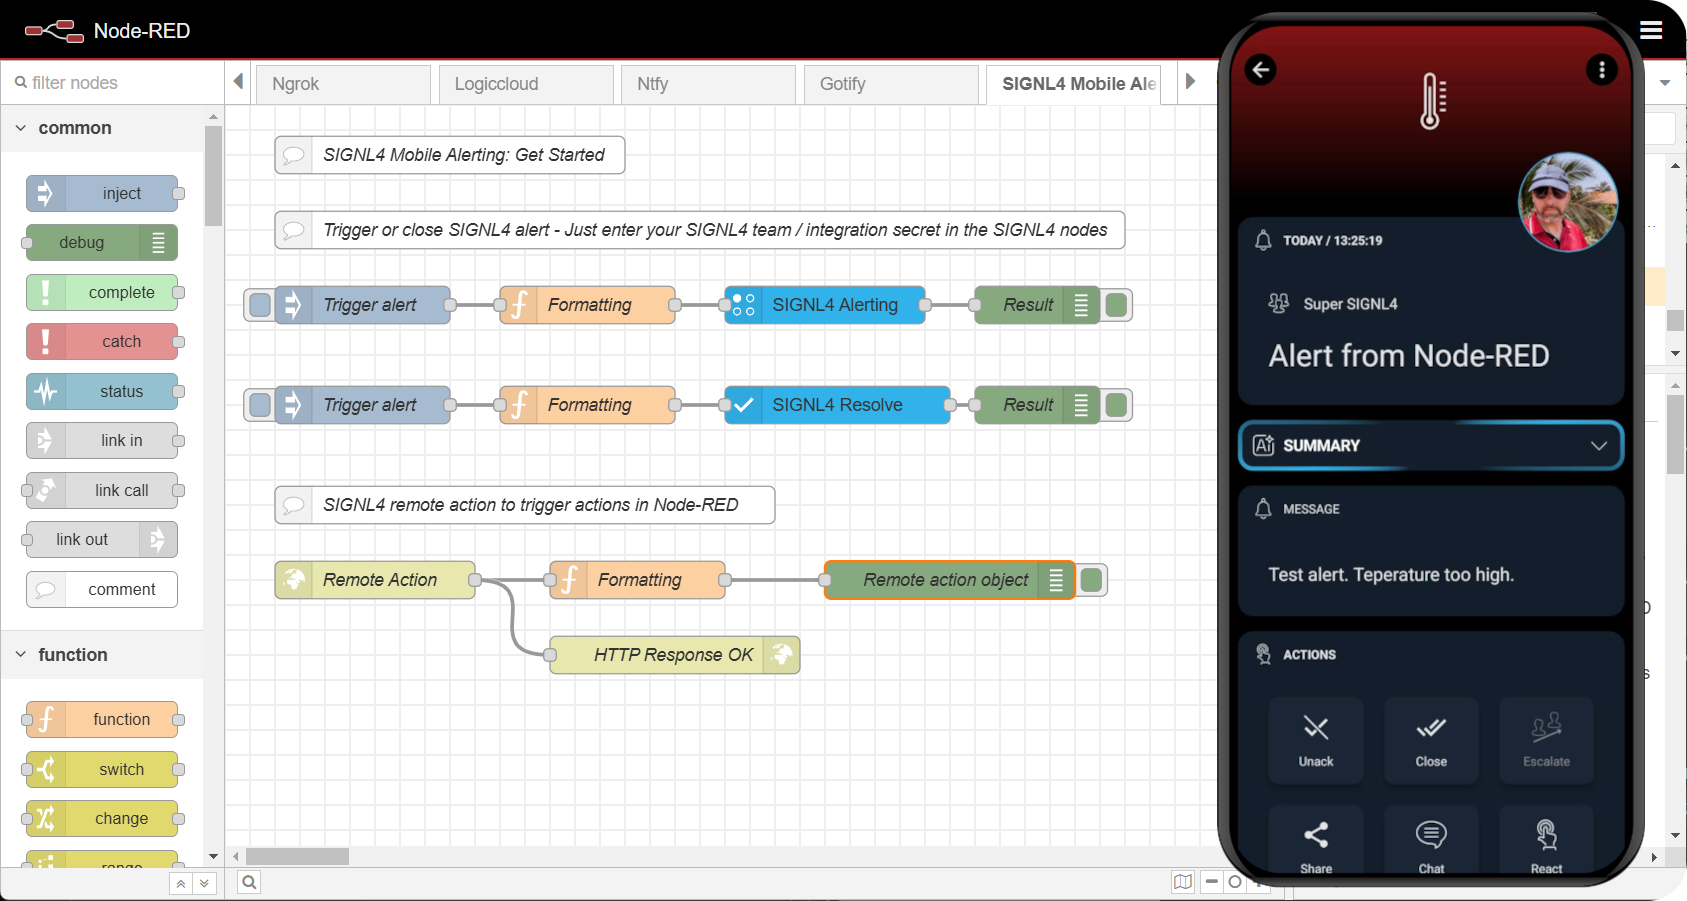 Node-RED
filter nodes
Ngrok
Logiccloud
Ntfy
Gotify
SIGNL4 Mobile Ale
common
inject
debug
complete
catch
status
link in
link call
link out
comment
function
function
switch
change
range
SIGNL4 Mobile Alerting: Get Started
Trigger or close SIGNL4 alert - Just enter your SIGNL4 team / integration secret in the SIGNL4 nodes
Trigger alert
Formatting
SIGNL4 Alerting
Result
Trigger alert
Formatting
SIGNL4 Resolve
Result
SIGNL4 remote action to trigger actions in Node-RED
Remote Action
Formatting
Remote action object
HTTP Response OK
TODAY / 13:25:19
Super SIGNL4
Alert from Node-RED
Ai
SUMMARY
MESSAGE
Test alert. Teperature too high.
ACTIONS
Unack
Close
Escalate
Share
Chat
React